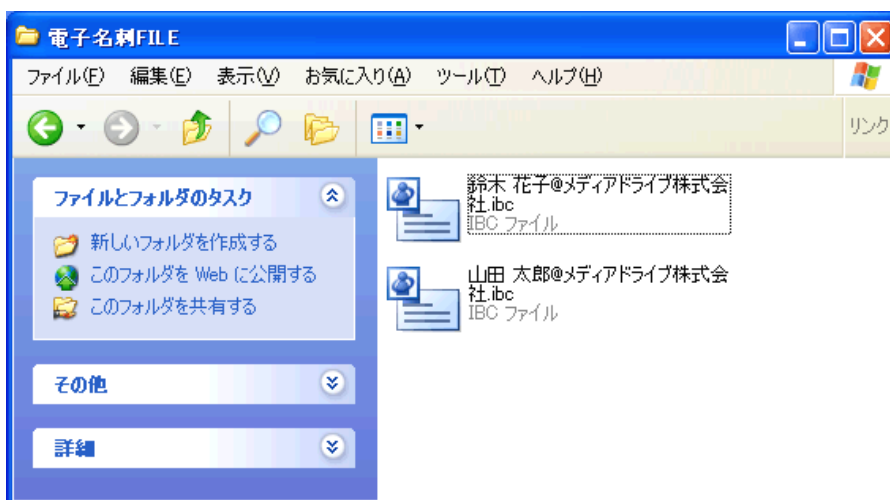 電子名刺FILE
ファイル(F) 編集(E) 表示(V) お気に入り(A) ツール(T) ヘルプ(H)
リンク
ファイルとフォルダのタスク
新しいフォルダを作成する
このフォルダを Web に公開する
このフォルダを共有する
その他
詳細
鈴木 花子@メディアドライブ株式会
社.ibc
IBC ファイル
山田 太郎@メディアドライブ株式会
社.ibc
IBC ファイル